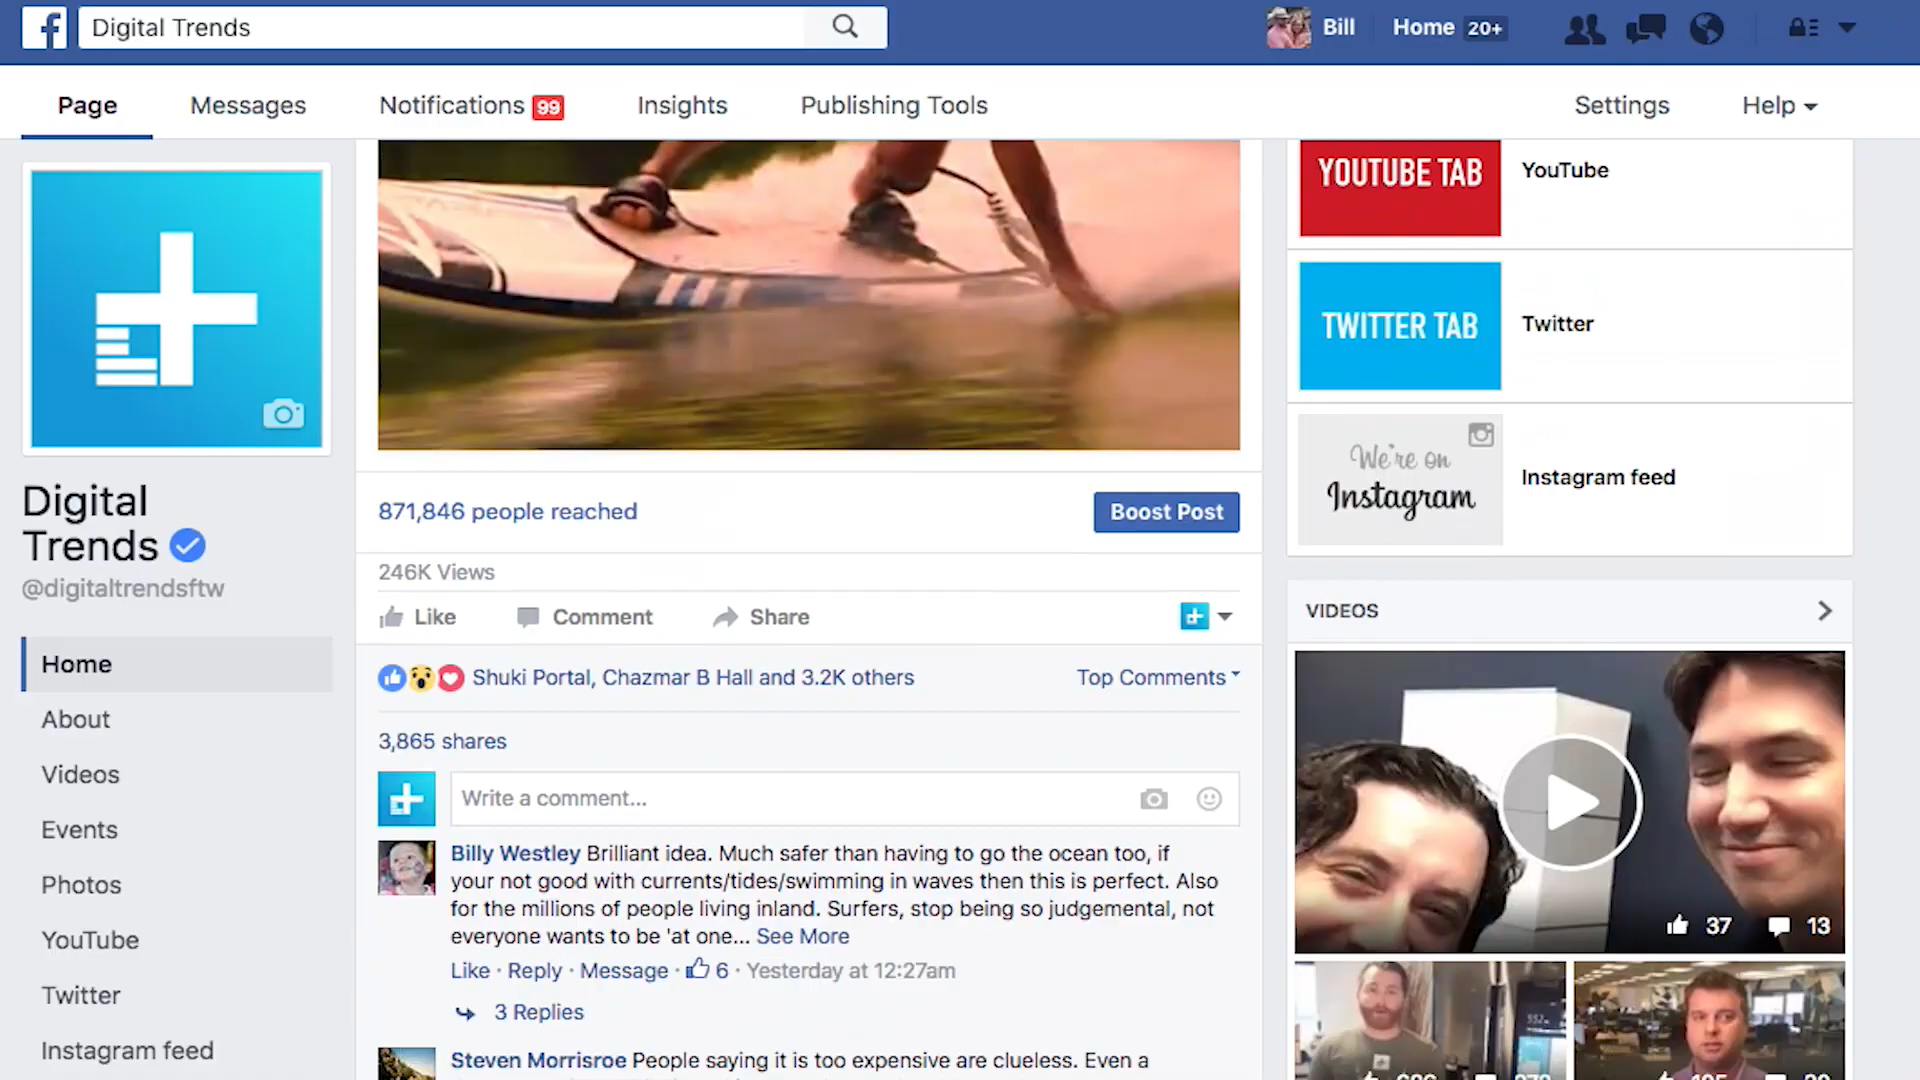 Digital Trends
Bill
Home 20+
Page
Messages
Notifications 99
Insights
Publishing Tools
Settings
Help
Digital
Trends
@digitaltrendsftw
Home
About
Videos
Events
Photos
YouTube
Twitter
Instagram feed
871,846 people reached
Boost Post
246K Views
Like
Comment
Share
Shuki Portal, Chazmar B Hall and 3.2K others
Top Comments
3,865 shares
Write a comment...
Billy Westley Brilliant idea. Much safer than having to go the ocean too, if
your not good with currents/tides/swimming in waves then this is perfect. Also
for the millions of people living inland. Surfers, stop being so judgemental, not
everyone wants to be 'at one... See More
Like · Reply · Message · 6 · Yesterday at 12:27am
3 Replies
Steven Morrisroe People saying it is too expensive are clueless. Even a
YOUTUBE TAB
YouTube
TWITTER TAB
Twitter
We're on
Instagram
Instagram feed
VIDEOS
37
13